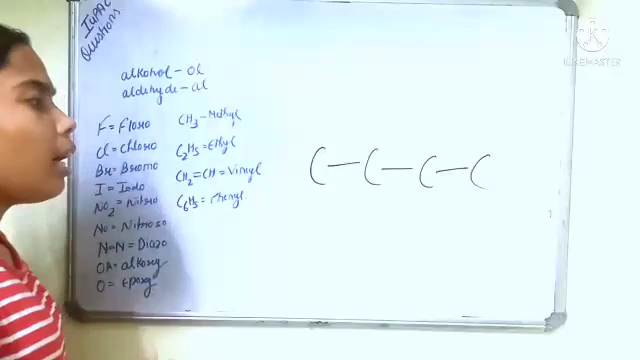 IUPAC
Questions
alkohol - Ol
aldehyde - al
F = Floro
Cl = Chloro
Br = Bromo
I = Iodo
NO2 = Nitro
No = Nitroso
N=N = Diazo
OR = alkoxy
O = Epoxy
CH3 - Methyl
C2H5 = Ethyl
CH2 = CH = Vinyl
C6H5 = Phenyl
C - C - C - C
KINEMASTER